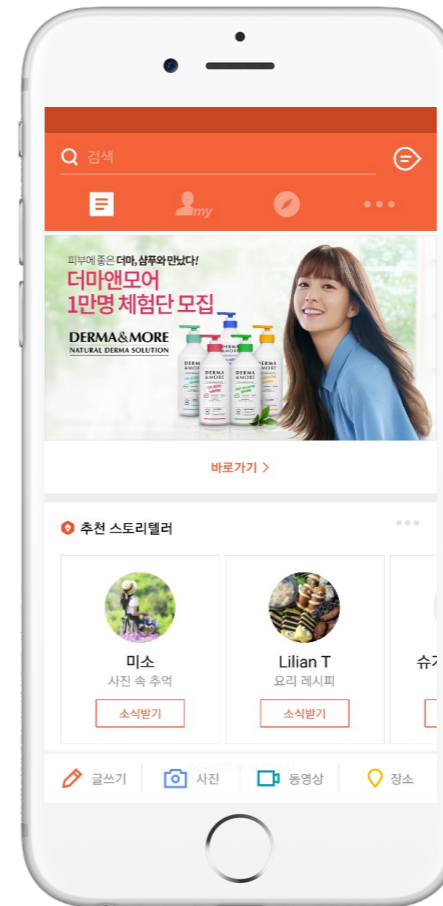 검색
my
피부에 좋은 더마, 샴푸와 만났다!
더마앤모어
1만명 체험단 모집
DERMA&MORE
NATURAL DERMA SOLUTION
바로가기 >
추천 스토리텔러
미소
사진 속 추억
소식받기
Lilian T
요리 레시피
소식받기
글쓰기
사진
동영상
장소